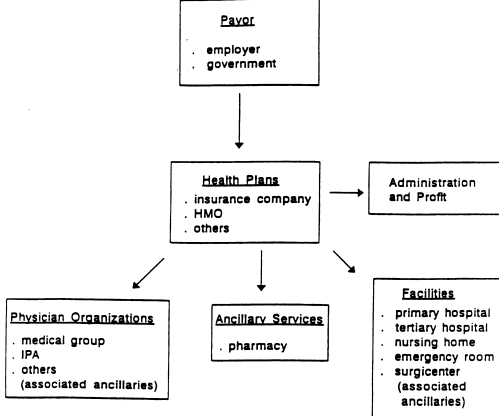 Payor
. employer
. government
Health Plans
. insurance company
. HMO
. others
Administration
and Profit
Physician Organizations
. medical group
. IPA
. others
(associated ancillaries)
Ancillary Services
. pharmacy
Facilities
. primary hospital
. tertiary hospital
. nursing home
. emergency room
. surgicenter
(associated
ancillaries)